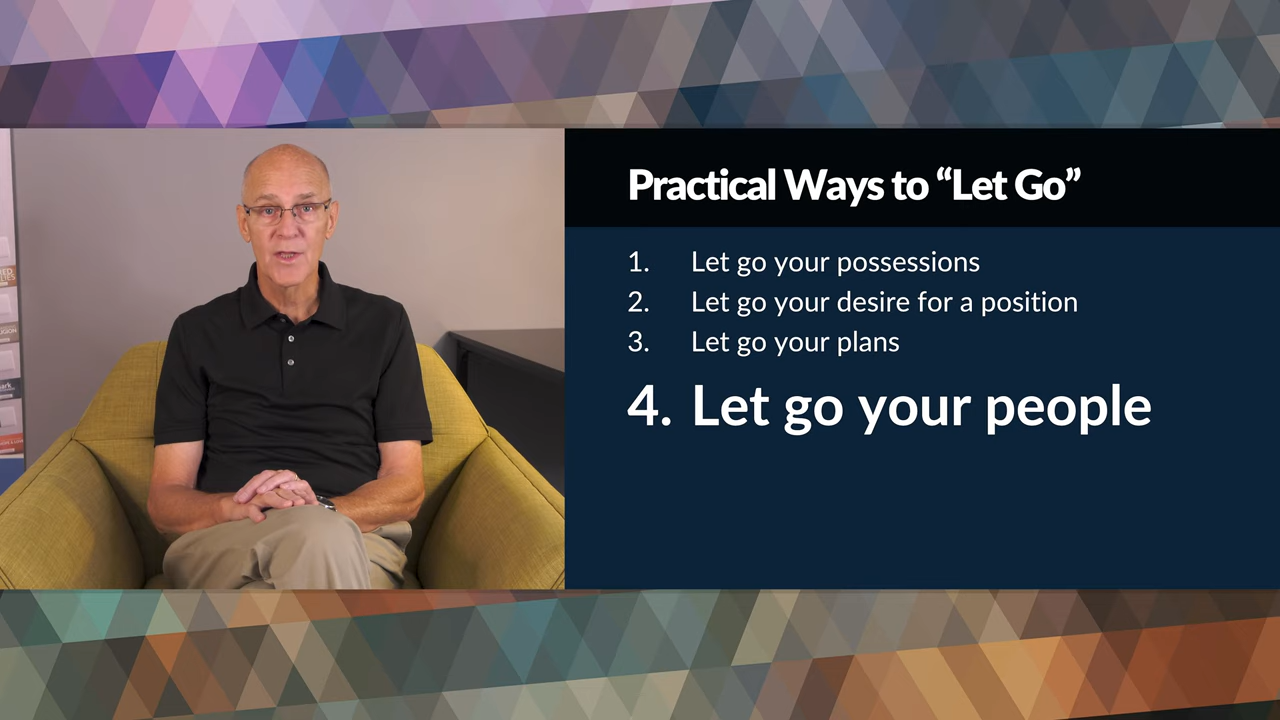 Practical Ways to “Let Go”
1. Let go your possessions
2. Let go your desire for a position
3. Let go your plans
4. Let go your people